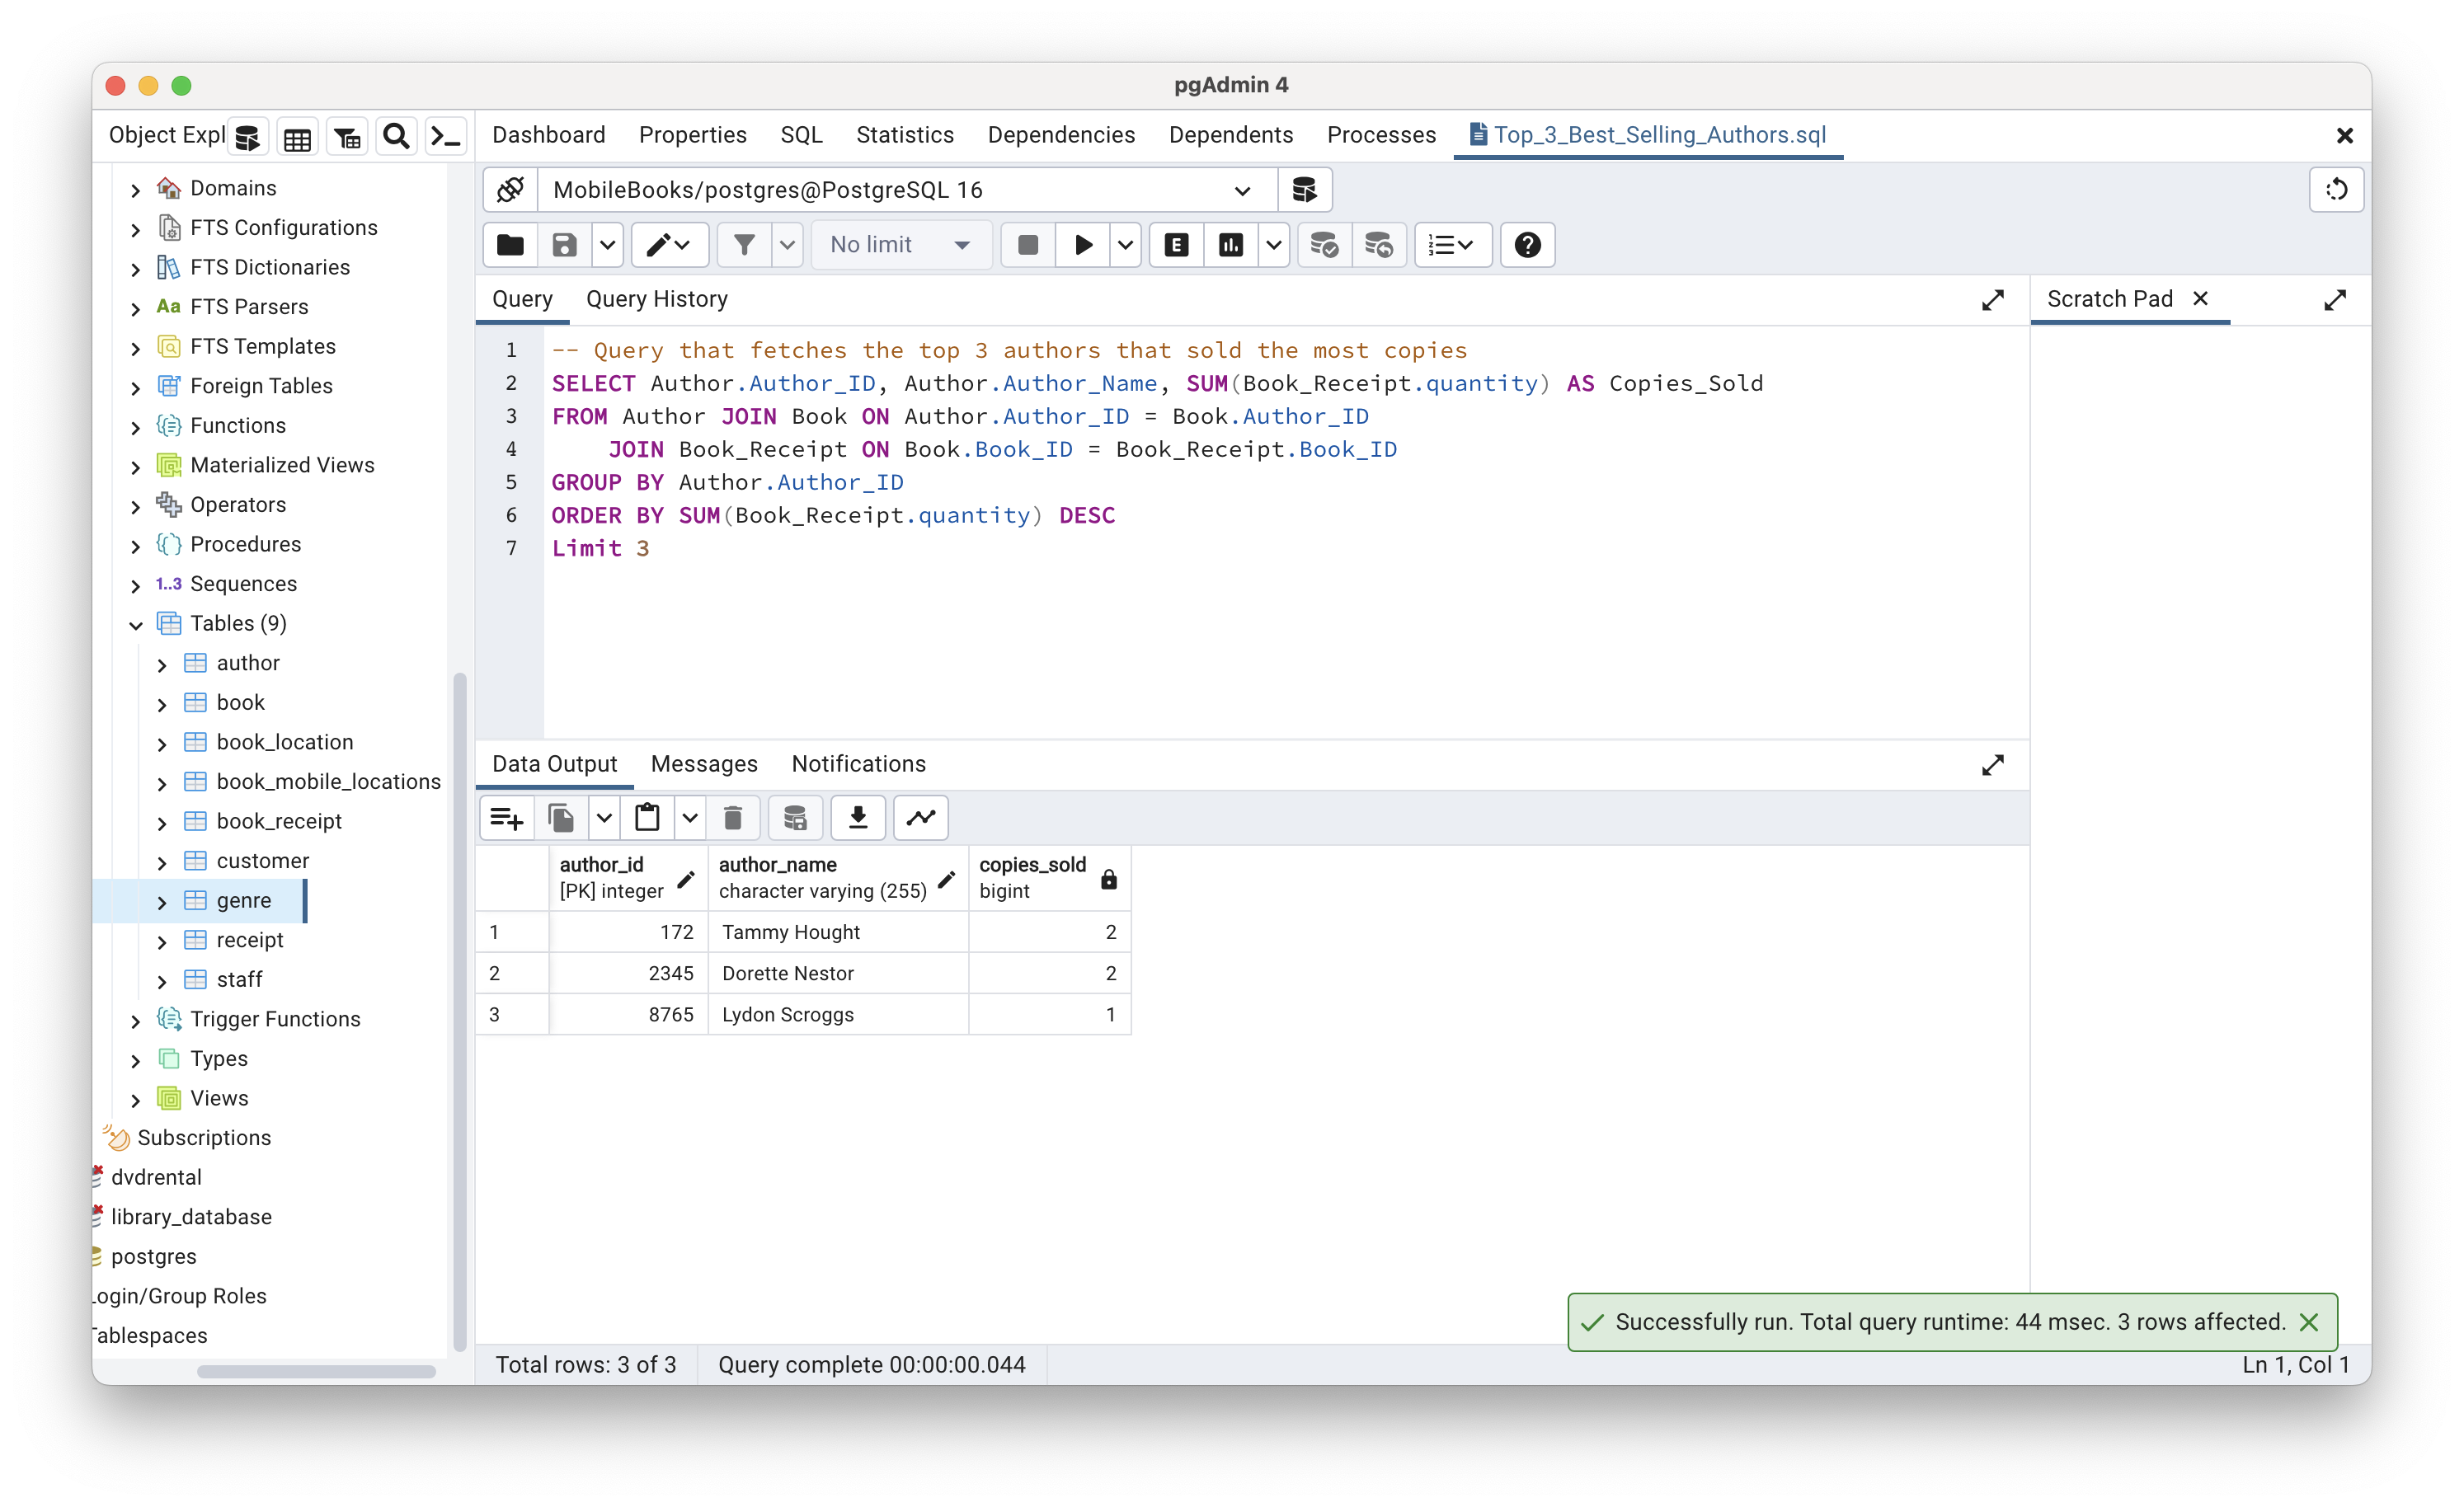 pgAdmin 4
Object Expl
Dashboard Properties SQL Statistics Dependencies Dependents Processes Top_3_Best_Selling_Authors.sql
Domains
FTS Configurations
FTS Dictionaries
Aa FTS Parsers
FTS Templates
Foreign Tables
Functions
Materialized Views
Operators
Procedures
1..3 Sequences
Tables (9)
author
book
book_location
book_mobile_locations
book_receipt
customer
genre
receipt
staff
Trigger Functions
Types
Views
Subscriptions
dvdrental
library_database
postgres
Login/Group Roles
Tablespaces
MobileBooks/postgres@PostgreSQL 16
No limit
E
Query Query History
Scratch Pad
1 -- Query that fetches the top 3 authors that sold the most copies
2 SELECT Author.Author_ID, Author.Author_Name, SUM(Book_Receipt.quantity) AS Copies_Sold
3 FROM Author JOIN Book ON Author.Author_ID = Book.Author_ID
4 JOIN Book_Receipt ON Book.Book_ID = Book_Receipt.Book_ID
5 GROUP BY Author.Author_ID
6 ORDER BY SUM(Book_Receipt.quantity) DESC
7 Limit 3
Data Output Messages Notifications
author_id author_name copies_sold
[PK] integer character varying (255) bigint
1 172 Tammy Hought 2
2 2345 Dorette Nestor 2
3 8765 Lydon Scroggs 1
Successfully run. Total query runtime: 44 msec. 3 rows affected.
Total rows: 3 of 3 Query complete 00:00:00.044 Ln 1, Col 1